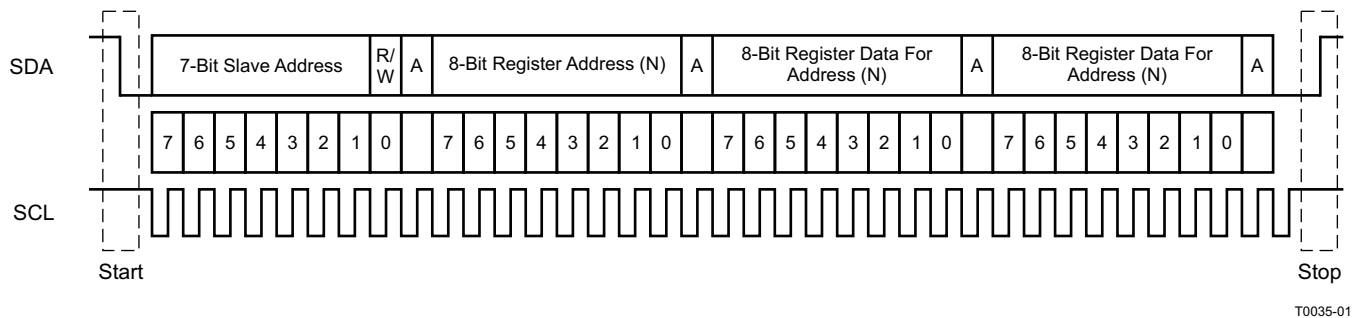 SDA
7-Bit Slave Address
R/
W
A
8-Bit Register Address (N)
A
8-Bit Register Data For
Address (N)
A
8-Bit Register Data For
Address (N)
A
7 6 5 4 3 2 1 0 7 6 5 4 3 2 1 0 7 6 5 4 3 2 1 0 7 6 5 4 3 2 1 0
SCL
Start
Stop
T0035-01